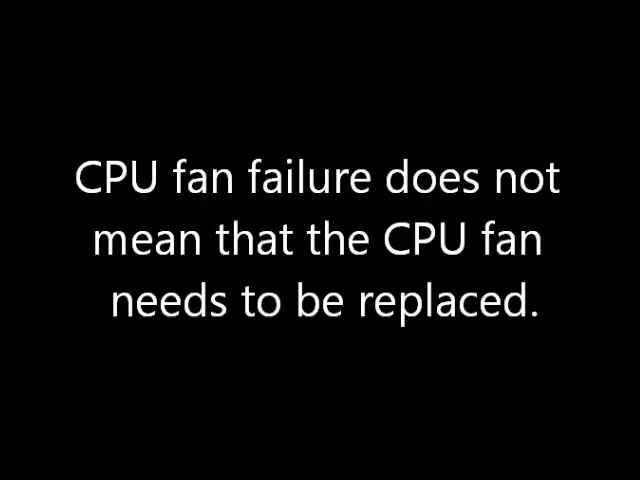 CPU fan failure does not
mean that the CPU fan
needs to be replaced.